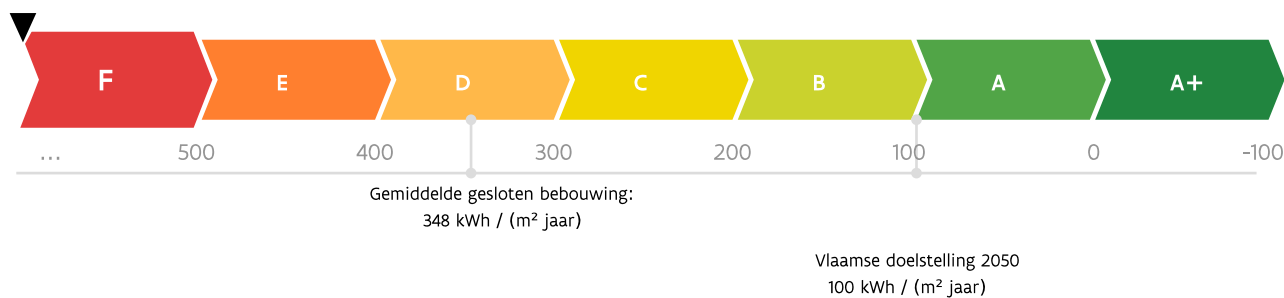 F E D C B A A+
... 500 400 300 200 100 0 -100
Gemiddelde gesloten bebouwing:
348 kWh / (m² jaar)
Vlaamse doelstelling 2050
100 kWh / (m² jaar)